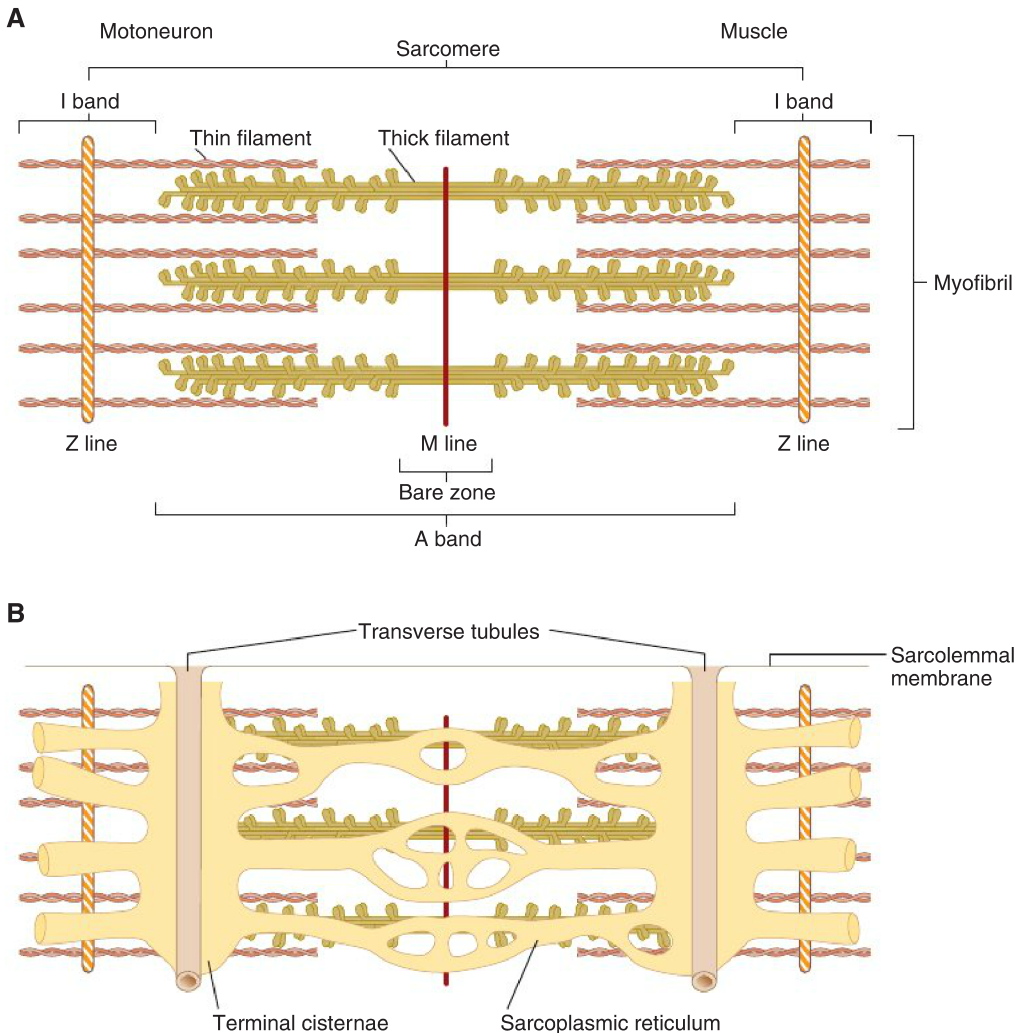 A
Motoneuron
Muscle
Sarcomere
I band
I band
Thin filament
Thick filament
Myofibril
Z line
M line
Z line
Bare zone
A band
B
Transverse tubules
Sarcolemmal
membrane
Terminal cisternae
Sarcoplasmic reticulum